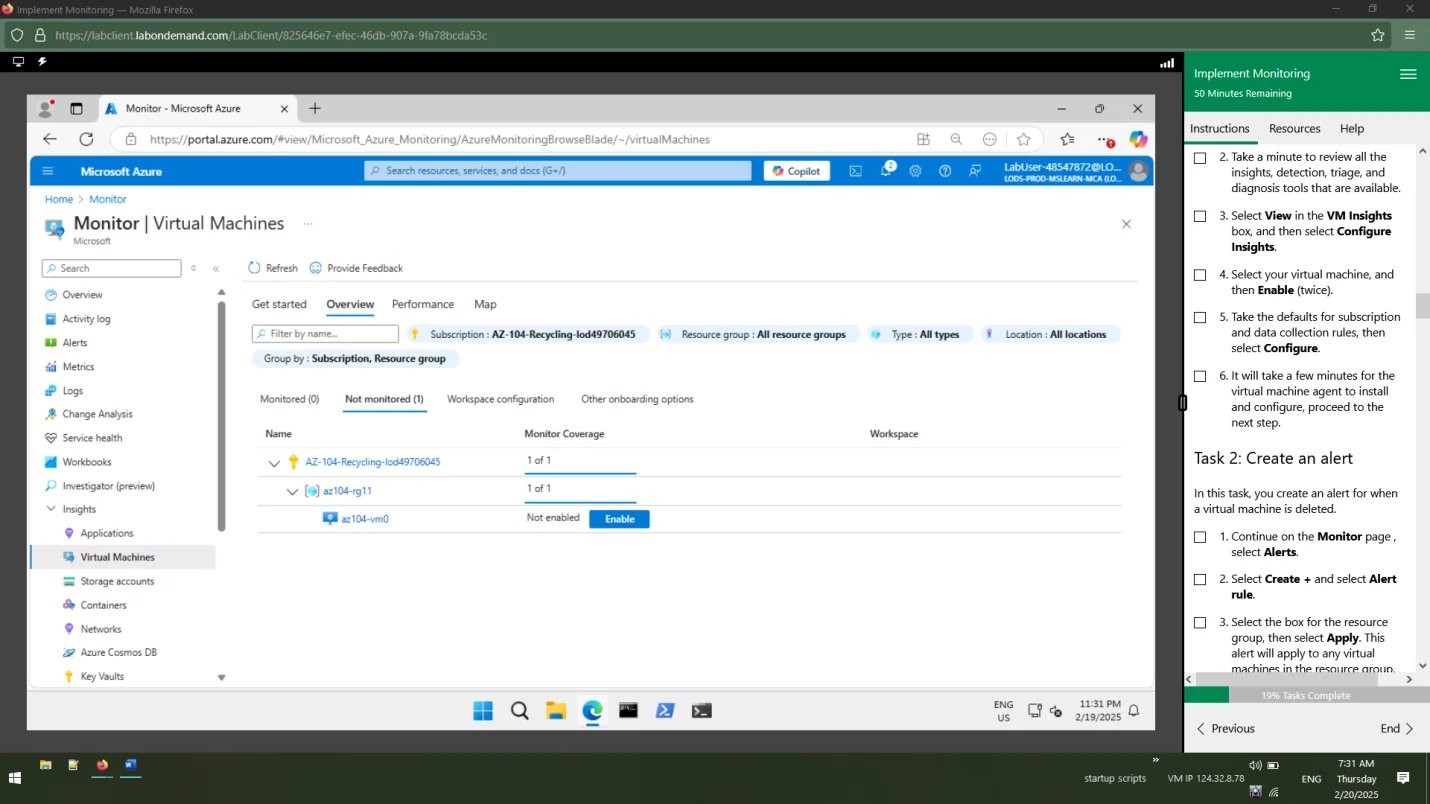 Implement Monitoring — Mozilla Firefox
https://labclient.labondemand.com/LabClient/825646e7-efec-46db-907a-9fa78bcda53c
Monitor - Microsoft Azure
https://portal.azure.com/#view/Microsoft_Azure_Monitoring/AzureMonitoringBrowseBlade/~/virtualMachines
Microsoft Azure
Search resources, services, and docs (G+/)
Copilot
2
LabUser-48547872@LO...
LODS-PROD-MSLEARN-MCA (LO...
Home > Monitor
Monitor | Virtual Machines ...
Microsoft
Search
Refresh
Provide Feedback
Overview
Activity log
Alerts
Metrics
Logs
Change Analysis
Service health
Workbooks
Investigator (preview)
Insights
Applications
Virtual Machines
Storage accounts
Containers
Networks
Azure Cosmos DB
Key Vaults
Get started Overview Performance Map
Filter by name...
Subscription : AZ-104-Recycling-lod49706045
Resource group : All resource groups
Type : All types
Location : All locations
Group by : Subscription, Resource group
Monitored (0) Not monitored (1) Workspace configuration Other onboarding options
Name Monitor Coverage Workspace
AZ-104-Recycling-lod49706045 1 of 1
az104-rg11 1 of 1
az104-vm0 Not enabled Enable
ENG
US
11:31 PM
2/19/2025
Implement Monitoring
50 Minutes Remaining
Instructions Resources Help
2. Take a minute to review all the
insights, detection, triage, and
diagnosis tools that are available.
3. Select View in the VM Insights
box, and then select Configure
Insights.
4. Select your virtual machine, and
then Enable (twice).
5. Take the defaults for subscription
and data collection rules, then
select Configure.
6. It will take a few minutes for the
virtual machine agent to install
and configure, proceed to the
next step.
Task 2: Create an alert
In this task, you create an alert for when
a virtual machine is deleted.
1. Continue on the Monitor page ,
select Alerts.
2. Select Create + and select Alert
rule.
3. Select the box for the resource
group, then select Apply. This
alert will apply to any virtual
machines in the resource group.
19% Tasks Complete
Previous
End
startup scripts
VM IP 124.32.8.78
ENG
7:31 AM
Thursday
2/20/2025